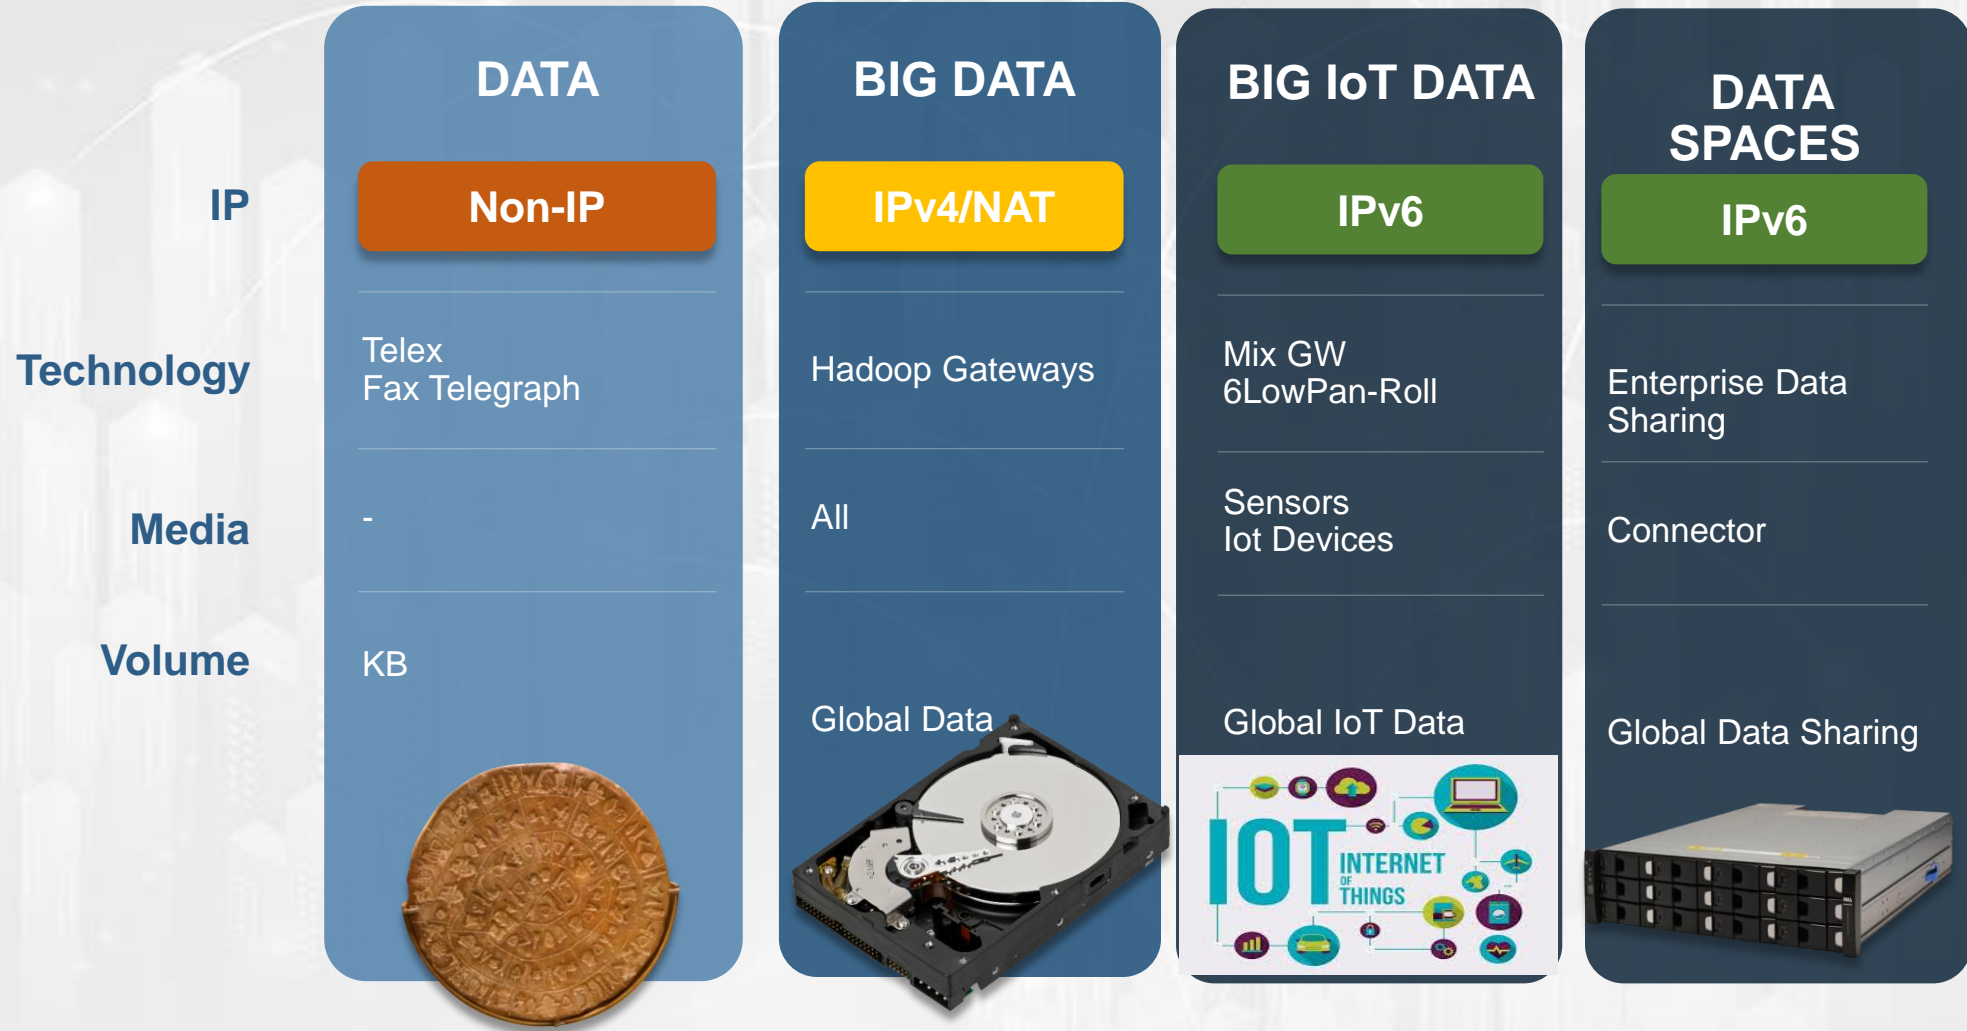 DATA
BIG DATA
BIG IoT DATA
DATA
SPACES
IP
Non-IP
IPv4/NAT
IPv6
IPv6
Technology
Telex
Fax Telegraph
Hadoop Gateways
Mix GW
6LowPan-Roll
Enterprise Data
Sharing
Media
-
All
Sensors
Iot Devices
Connector
Volume
KB
Global Data
Global IoT Data
Global Data Sharing
IOT
INTERNET
OF
THINGS
DELL